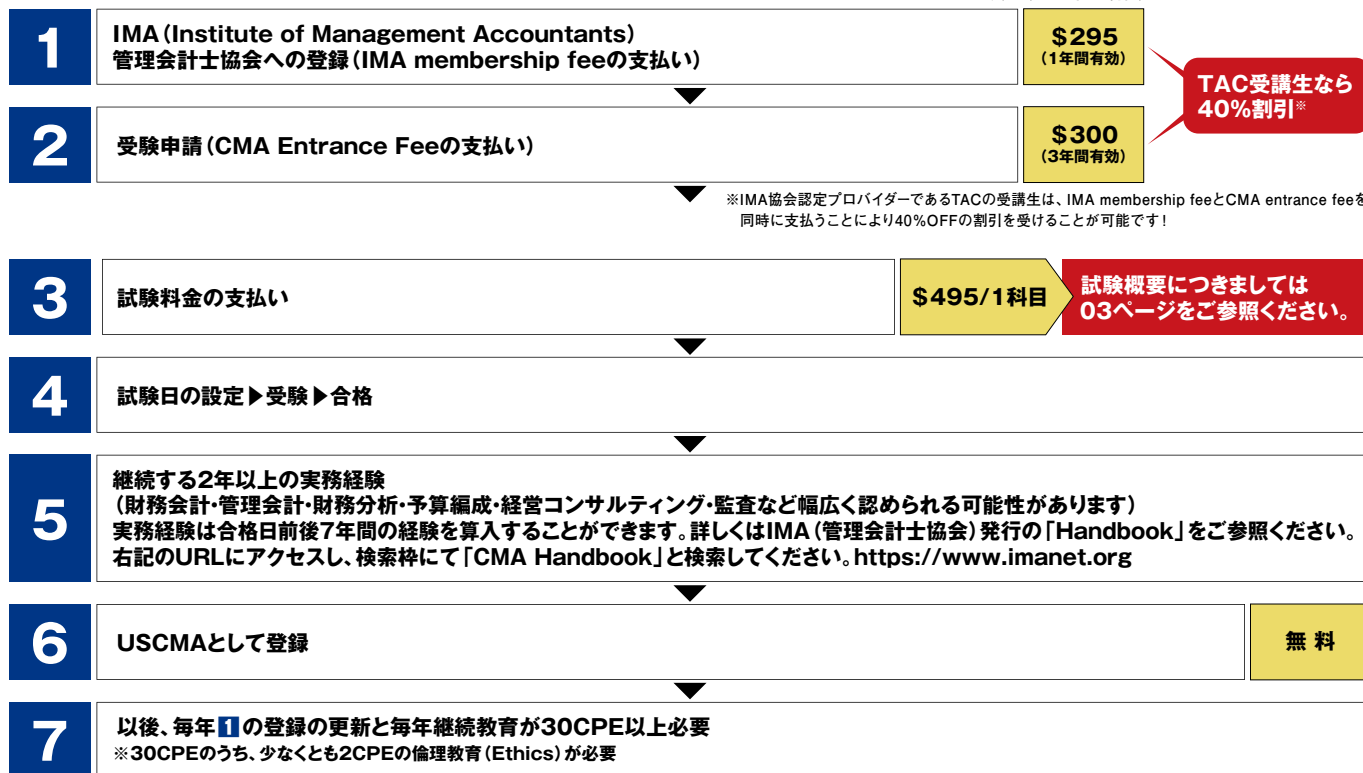 1
IMA(Institute of Management Accountants)
管理会計士協会への登録(IMA membership feeの支払い)
$295
(1年間有効)
TAC受講生なら
40%割引※
2
受験申請(CMA Entrance Feeの支払い)
$300
(3年間有効)
※IMA協会認定プロバイダーであるTACの受講生は、IMA membership feeとCMA entrance feeを
同時に支払うことにより40%OFFの割引を受けることが可能です!
3
試験料金の支払い
$495/1科目
試験概要につきましては
03ページをご参照ください。
4
試験日の設定▶受験▶合格
5
継続する2年以上の実務経験
(財務会計・管理会計・財務分析・予算編成・経営コンサルティング・監査など幅広く認められる可能性があります)
実務経験は合格日前後7年間の経験を算入することができます。詳しくはIMA(管理会計士協会)発行の「Handbook」をご参照ください。
右記のURLにアクセスし、検索枠にて「CMA Handbook」と検索してください。https://www.imanet.org
6
USCMAとして登録
無料
7
以後、毎年1の登録の更新と毎年継続教育が30CPE以上必要
※30CPEのうち、少なくとも2CPEの倫理教育(Ethics)が必要